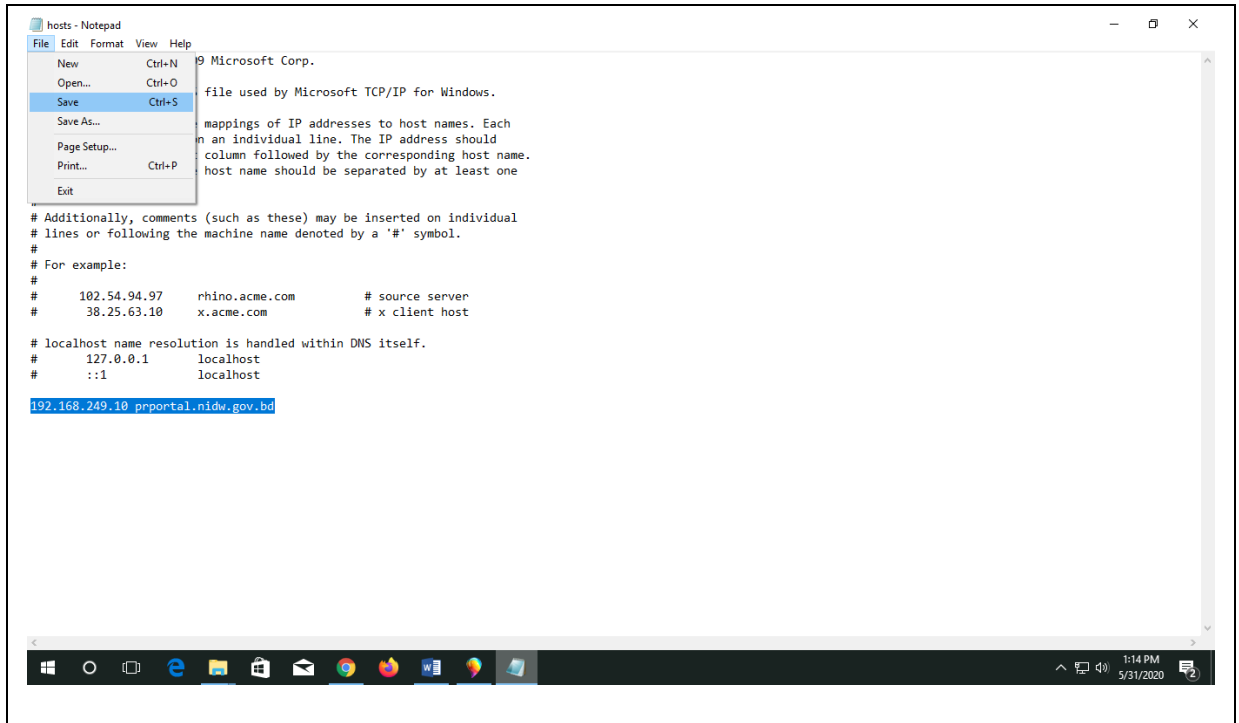 hosts - Notepad
File Edit Format View Help
New Ctrl+N
Open... Ctrl+O
Save Ctrl+S
Save As...
Page Setup...
Print... Ctrl+P
Exit
9 Microsoft Corp.
file used by Microsoft TCP/IP for Windows.
mappings of IP addresses to host names. Each
n an individual line. The IP address should
column followed by the corresponding host name.
host name should be separated by at least one
#
# Additionally, comments (such as these) may be inserted on individual
# lines or following the machine name denoted by a '#' symbol.
#
# For example:
#
# 102.54.94.97 rhino.acme.com # source server
# 38.25.63.10 x.acme.com # x client host
# localhost name resolution is handled within DNS itself.
# 127.0.0.1 localhost
# ::1 localhost
192.168.249.10 prportal.nidw.gov.bd
1:14 PM
5/31/2020
2